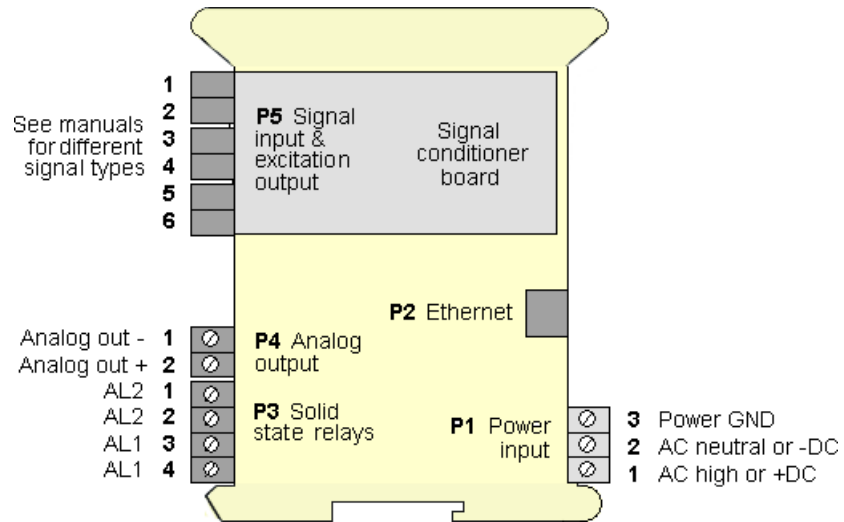 1
2
3
4
5
6
See manuals
for different
signal types
P5 Signal
input &
excitation
output
Signal
conditioner
board
P2 Ethernet
Analog out - 1
Analog out + 2
AL2 1
AL2 2
AL1 3
AL1 4
P4 Analog
output
P3 Solid
state relays
P1 Power
input
3 Power GND
2 AC neutral or -DC
1 AC high or +DC